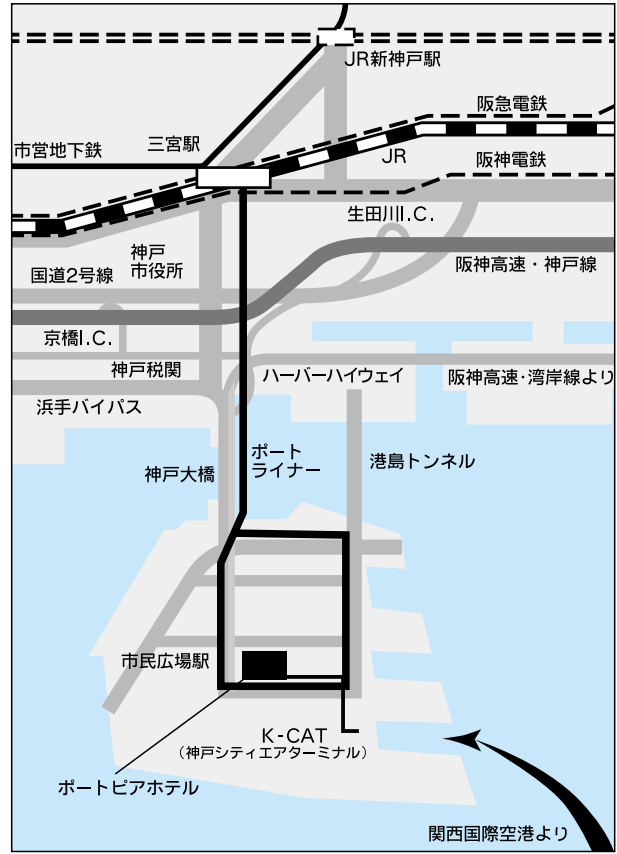 JR新神戸駅
阪急電鉄
三宮駅
市営地下鉄
JR
阪神電鉄
生田川I.C.
神戸
市役所
阪神高速・神戸線
国道2号線
京橋I.C.
神戸税関
ハーバーハイウェイ
阪神高速・湾岸線より
浜手バイパス
ポート
ライナー
港島トンネル
神戸大橋
市民広場駅
K-CAT
(神戸シティエアターミナル)
ポートピアホテル
関西国際空港より